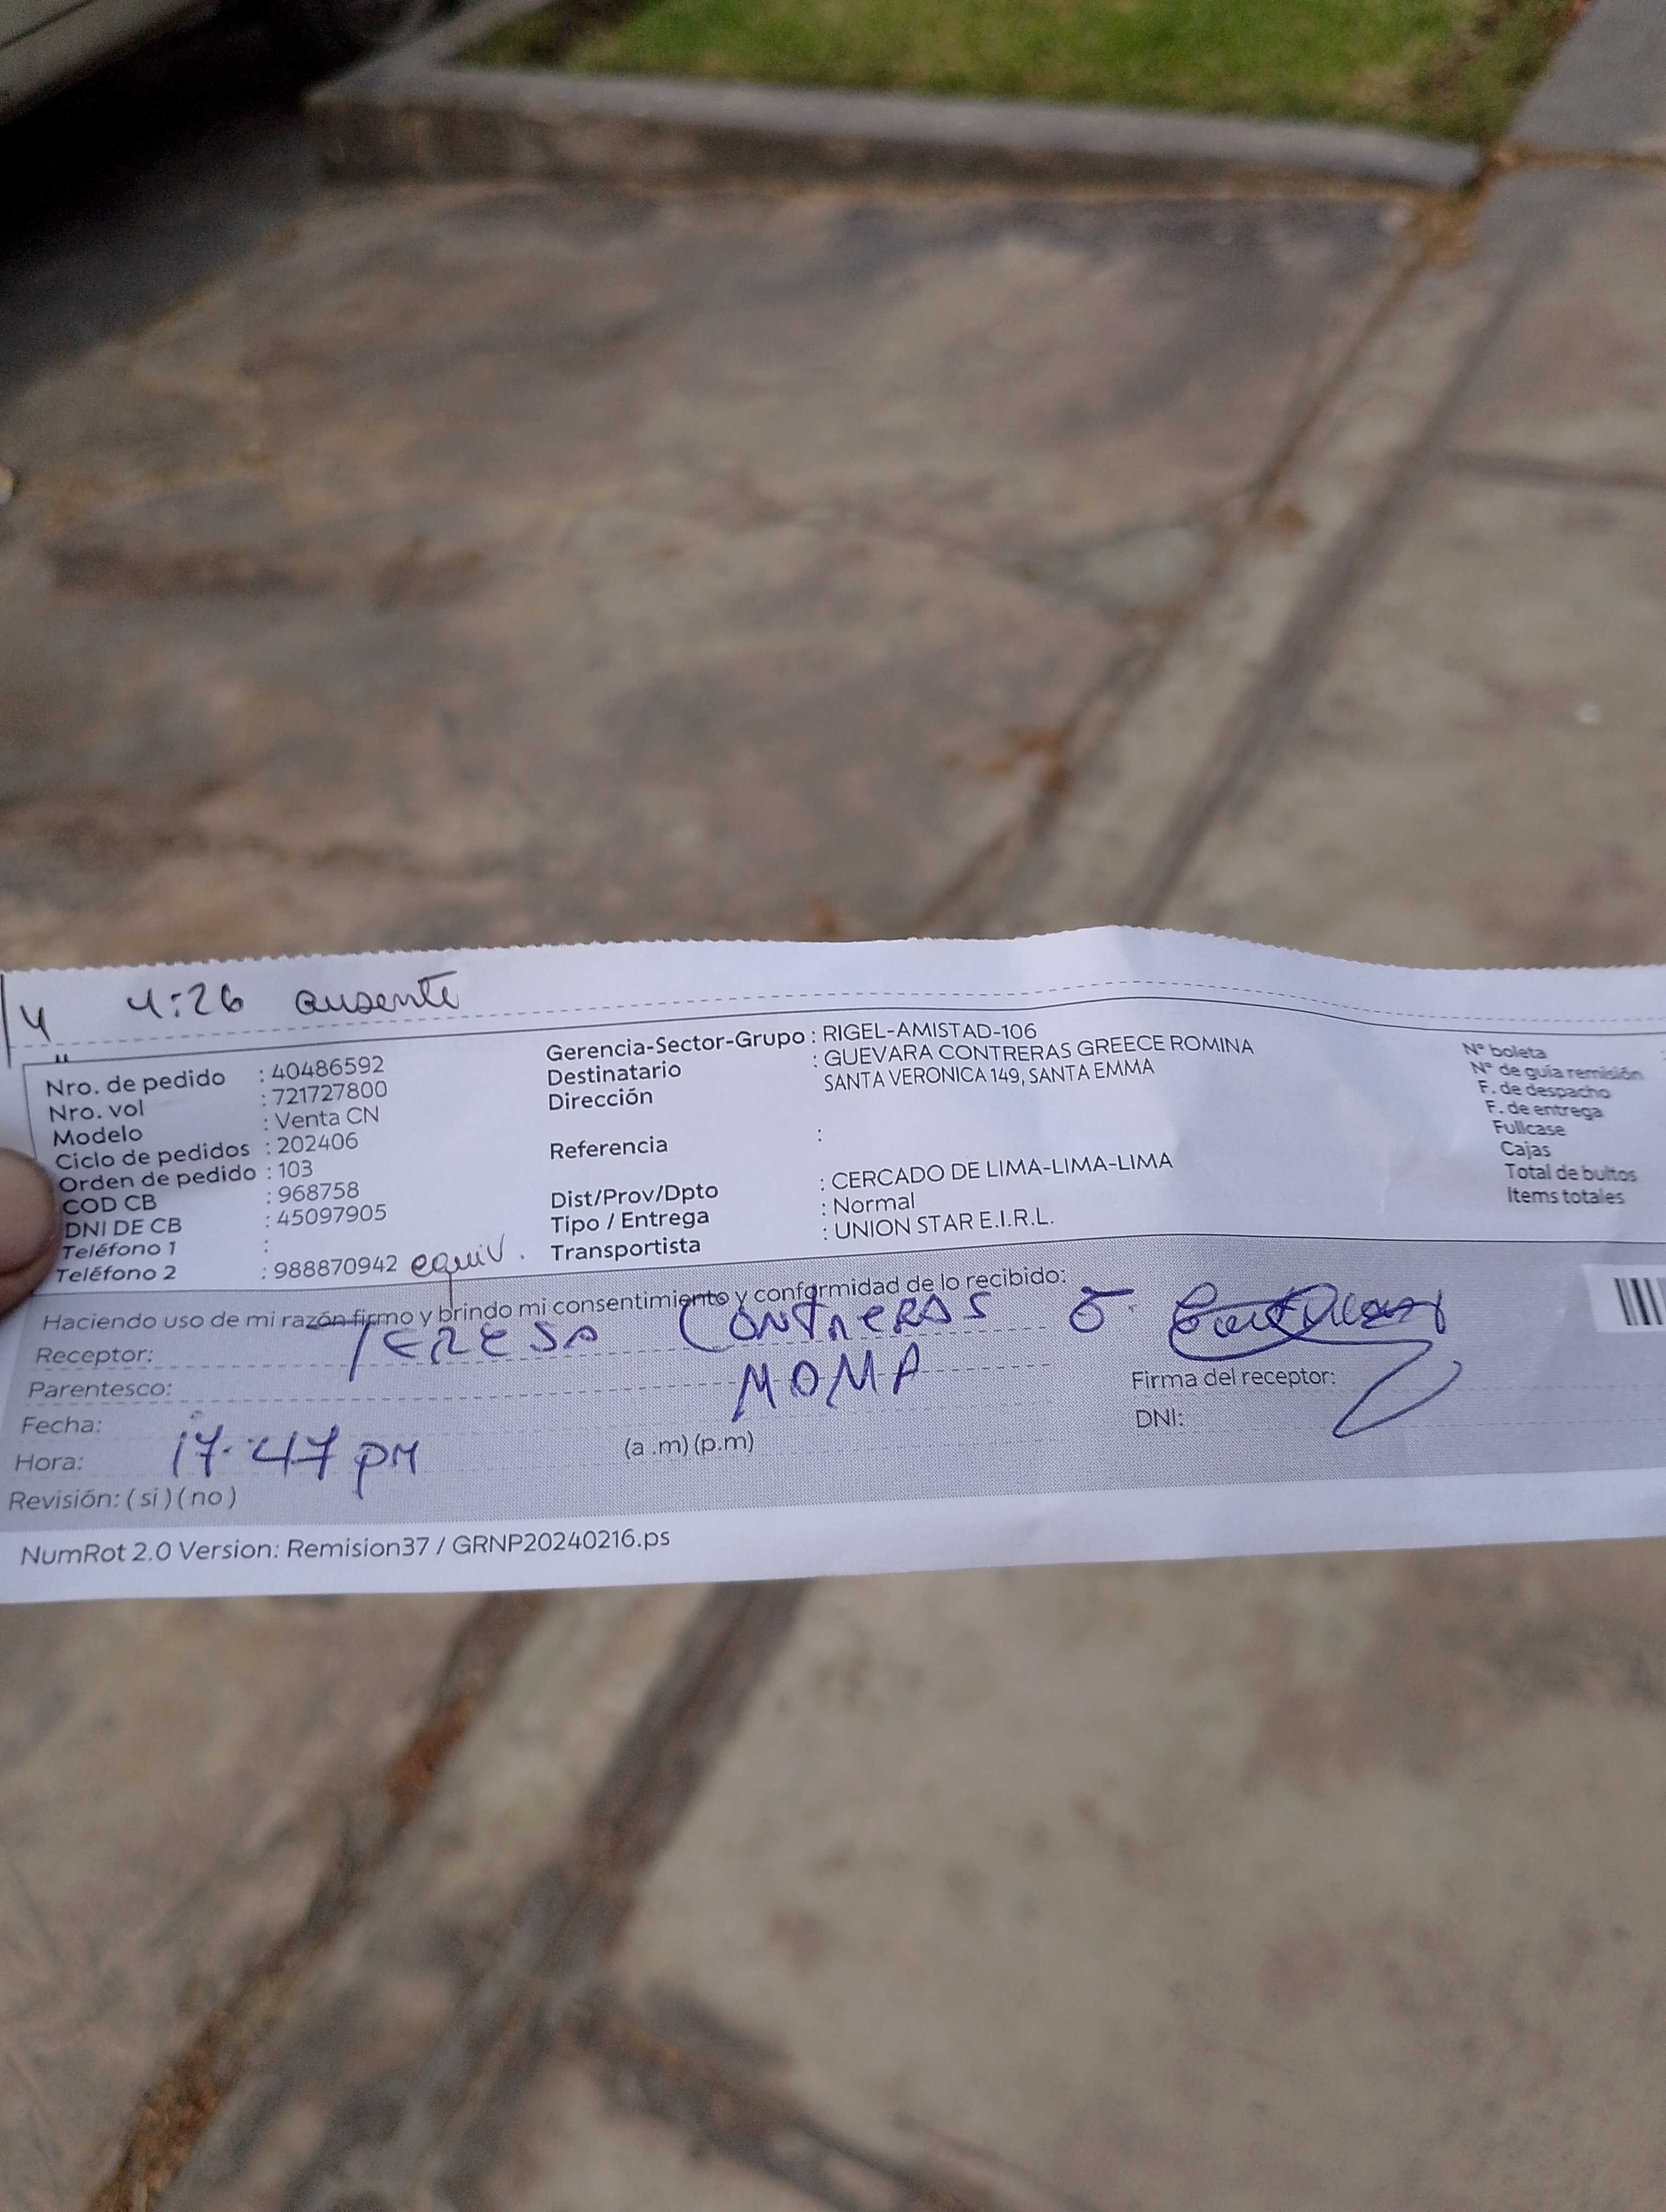 4 4:26 ausente
Nro. de pedido : 40486592
Nro. vol : 721727800
Modelo : Venta CN
Ciclo de pedidos : 202406
Orden de pedido : 103
COD CB : 968758
DNI DE CB : 45097905
Teléfono 1 :
Teléfono 2 : 988870942 equiv.
Gerencia-Sector-Grupo : RIGEL-AMISTAD-106
Destinatario : GUEVARA CONTRERAS GREECE ROMINA
Dirección SANTA VERONICA 149, SANTA EMMA
Referencia :
Dist/Prov/Dpto : CERCADO DE LIMA-LIMA-LIMA
Tipo / Entrega : Normal
Transportista : UNION STAR E.I.R.L.
N° boleta
N° de guía remisión
F. de despacho
F. de entrega
Fullcase
Cajas
Total de bultos
Items totales
Haciendo uso de mi razón firmo y brindo mi consentimiento y conformidad de lo recibido:
Receptor: TERESA CONTRERAS
Parentesco: MOMA
Firma del receptor:
Fecha:
DNI:
Hora: 17:47 PM (a .m) (p.m)
Revisión: ( si ) ( no )
NumRot 2.0 Version: Remision37 / GRNP20240216.ps